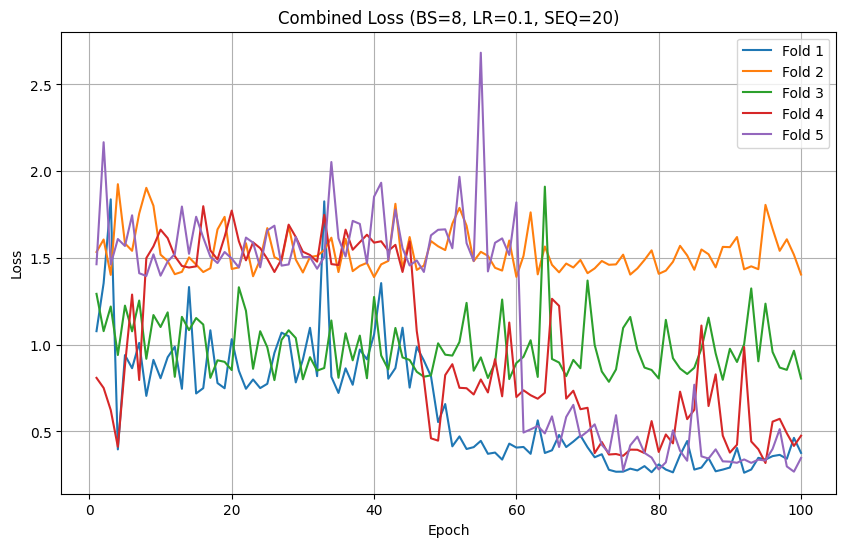 Combined Loss (BS=8, LR=0.1, SEQ=20)
Fold 1
Fold 2
Fold 3
Fold 4
Fold 5
2.5
2.0
1.5
1.0
0.5
Loss
0
20
40
60
80
100
Epoch